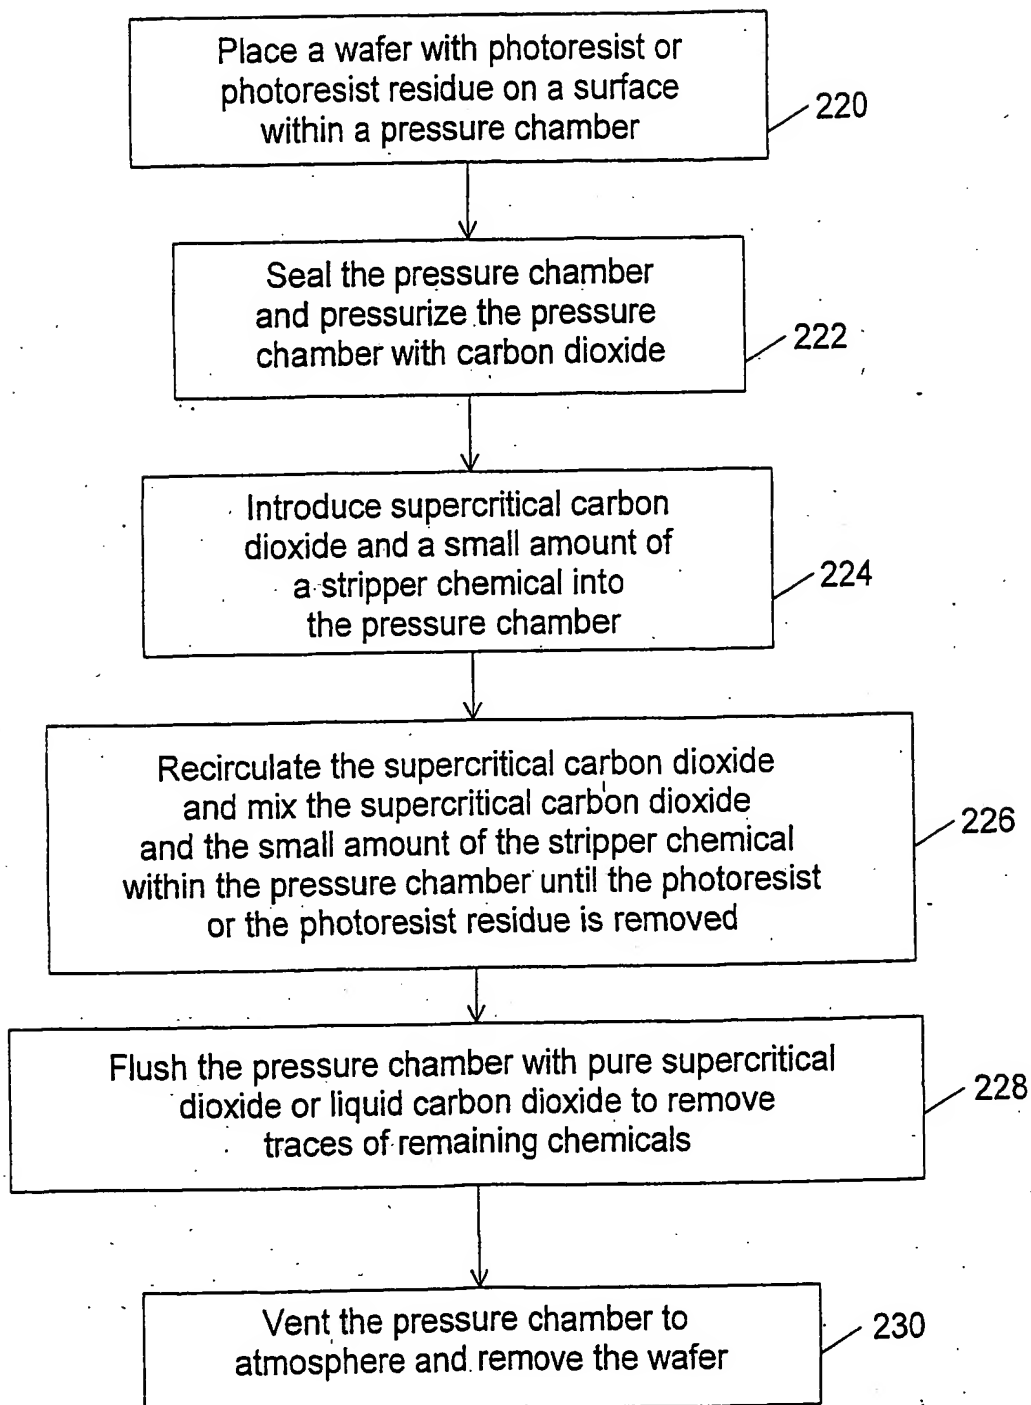 Place a wafer with photoresist or
photoresist residue on a surface
within a pressure chamber
220
Seal the pressure chamber
and pressurize the pressure
chamber with carbon dioxide
222
Introduce supercritical carbon
dioxide and a small amount of
a stripper chemical into
the pressure chamber
224
Recirculate the supercritical carbon dioxide
and mix the supercritical carbon dioxide
and the small amount of the stripper chemical
within the pressure chamber until the photoresist
or the photoresist residue is removed
226
Flush the pressure chamber with pure supercritical
dioxide or liquid carbon dioxide to remove
traces of remaining chemicals
228
Vent the pressure chamber to
atmosphere and remove the wafer
230